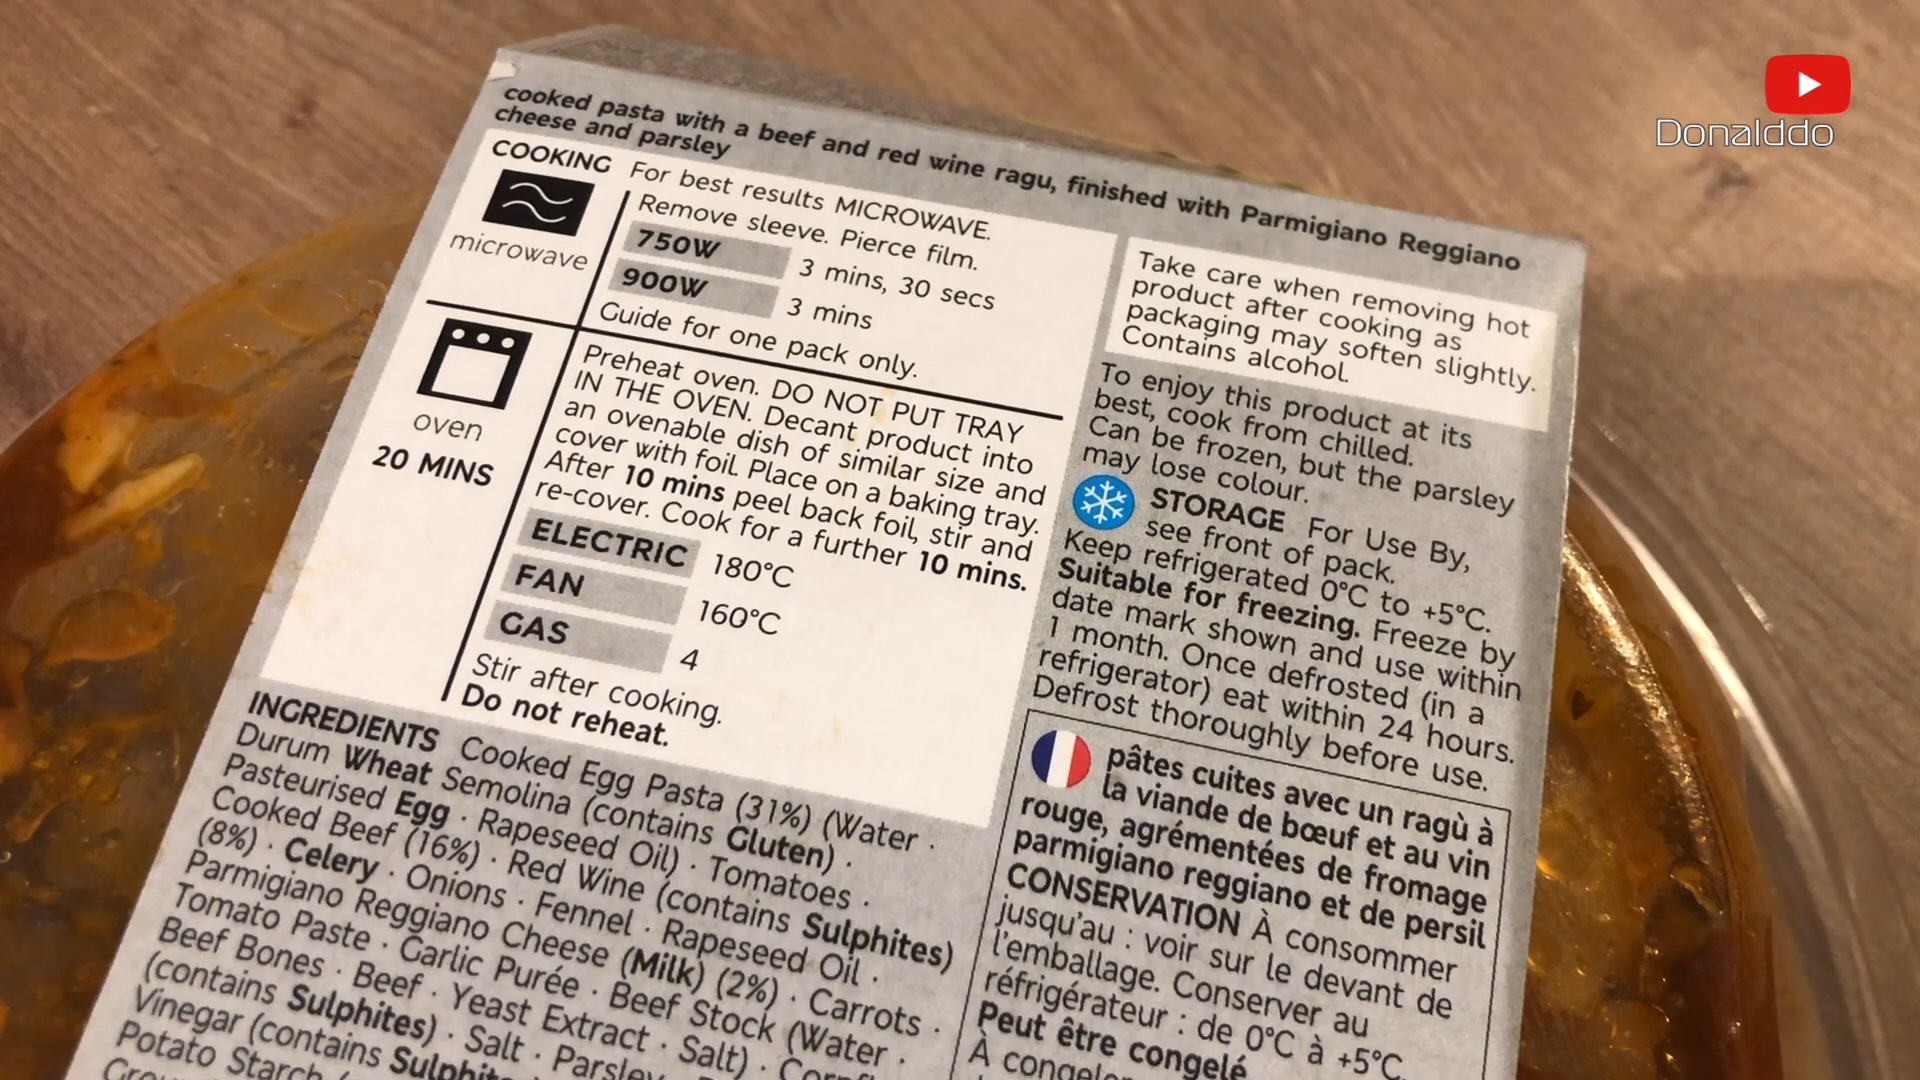 Donalddo
cooked pasta with a beef and red wine ragu, finished with Parmigiano Reggiano
cheese and parsley
COOKING
microwave
For best results MICROWAVE.
Remove sleeve. Pierce film.
750W 3 mins, 30 secs
900W 3 mins
Guide for one pack only.
oven
20 MINS
Preheat oven. DO NOT PUT TRAY
IN THE OVEN. Decant product into
an ovenable dish of similar size and
cover with foil. Place on a baking tray.
After 10 mins peel back foil, stir and
re-cover. Cook for a further 10 mins.
ELECTRIC 180°C
FAN 160°C
GAS 4
Stir after cooking.
Do not reheat.
INGREDIENTS Cooked Egg Pasta (31%) (Water ·
Durum Wheat Semolina (contains Gluten) ·
Pasteurised Egg · Rapeseed Oil) · Tomatoes ·
Cooked Beef (16%) · Red Wine (contains Sulphites)
(8%) · Celery · Onions · Fennel · Rapeseed Oil ·
Parmigiano Reggiano Cheese (Milk) (2%) · Carrots ·
Tomato Paste · Garlic Purée · Beef Stock (Water ·
Beef Bones · Beef · Yeast Extract · Salt) ·
(contains Sulphites) · Salt · Parsley
Vinegar (contains
Potato Starch
Take care when removing hot
product after cooking as
packaging may soften slightly.
Contains alcohol.
To enjoy this product at its
best, cook from chilled.
Can be frozen, but the parsley
may lose colour.
STORAGE For Use By,
see front of pack.
Keep refrigerated 0°C to +5°C.
Suitable for freezing. Freeze by
date mark shown and use within
1 month. Once defrosted (in a
refrigerator) eat within 24 hours.
Defrost thoroughly before use.
pâtes cuites avec un ragù à
la viande de bœuf et au vin
rouge, agrémentées de fromage
parmigiano reggiano et de persil
CONSERVATION À consommer
jusqu'au : voir sur le devant de
l'emballage. Conserver au
réfrigérateur : de 0°C à +5°C.
Peut être congelé
À congeler